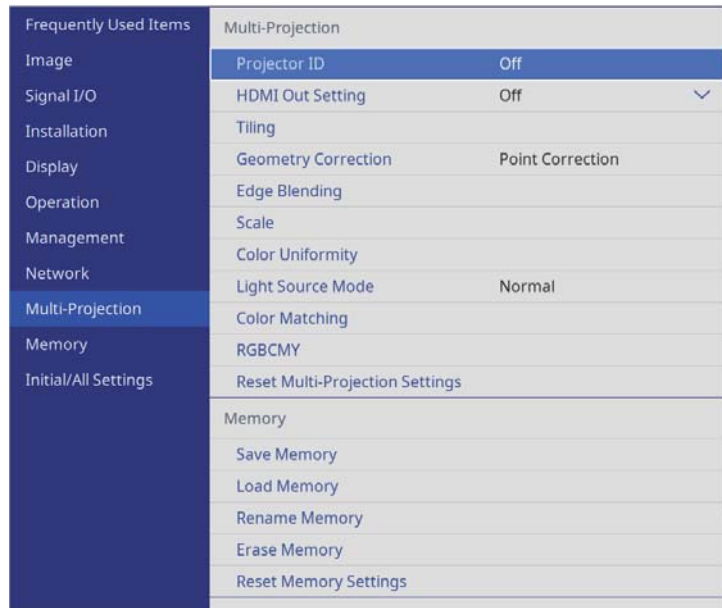 Frequently Used Items
Image
Signal I/O
Installation
Display
Operation
Management
Network
Multi-Projection
Memory
Initial/All Settings
Multi-Projection
Projector ID Off
HDMI Out Setting Off
Tiling
Geometry Correction Point Correction
Edge Blending
Scale
Color Uniformity
Light Source Mode Normal
Color Matching
RGBCMY
Reset Multi-Projection Settings
Memory
Save Memory
Load Memory
Rename Memory
Erase Memory
Reset Memory Settings